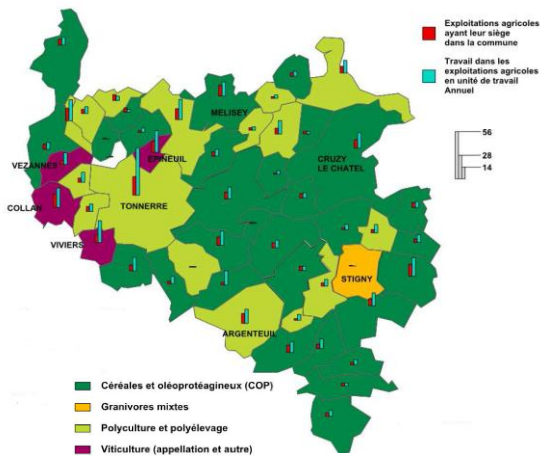 Exploitations agricoles
ayant leur siège
dans la commune
Travail dans les
exploitations agricoles
en unité de travail
Annuel
56
28
14
MELISEY
VEZANNES
EPINEUIL
CRUZY
LE CHATEL
COLLAN
TONNERRE
VIVIERS
STIGNY
ARGENTEUIL
Céréales et oléoprotéagineux (COP)
Granivores mixtes
Polyculture et polyélevage
Viticulture (appellation et autre)